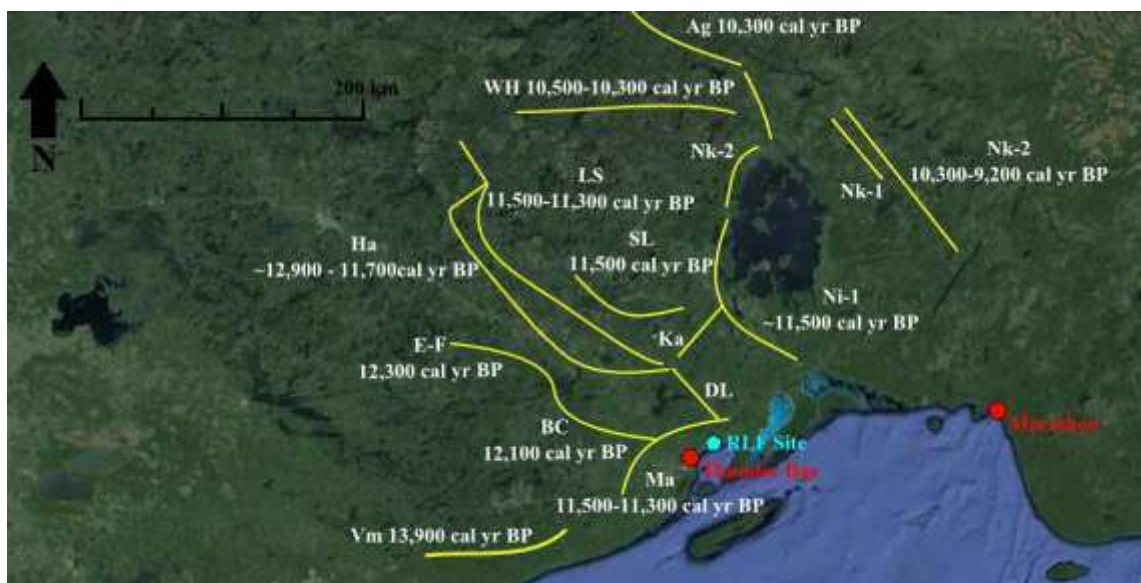 Ag 10,300 cal yr BP
200 km
WH 10,500-10,300 cal yr BP
N
Nk-2
Nk-2
10,300-9,200 cal yr BP
Nk-1
LS
11,500-11,300 cal yr BP
Ha
~12,900 - 11,700cal yr BP
SL
11,500 cal yr BP
Ni-1
~11,500 cal yr BP
Ka
E-F
12,300 cal yr BP
DL
BC
12,100 cal yr BP
RLF Site
Marathon
Thunder Bay
Ma
11,500-11,300 cal yr BP
Vm 13,900 cal yr BP